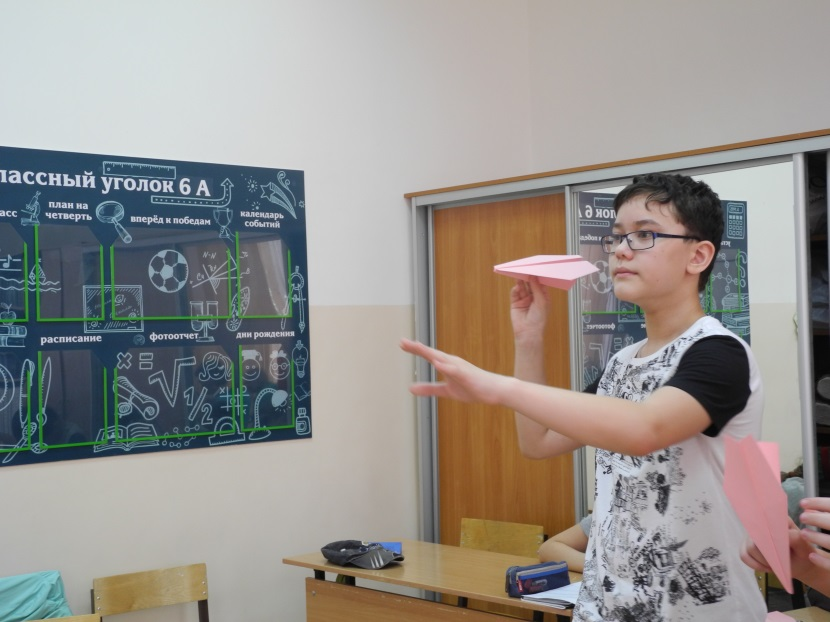 лассный уголок 6 А
асс
план на
четверть
вперёд к победам
календарь
событий
расписание
фотоотчет
дни рождения